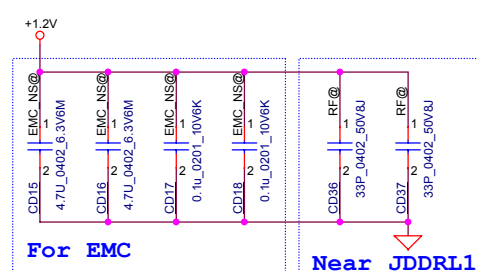 +1.2V
EMC_NS@
1
2
CD15
4.7U_0402_6.3V6M
EMC_NS@
1
2
CD16
4.7U_0402_6.3V6M
EMC_NS@
1
2
CD17
0.1u_0201_10V6K
EMC_NS@
1
2
CD18
0.1u_0201_10V6K
RF@
1
2
CD36
33P_0402_50V8J
RF@
1
2
CD37
33P_0402_50V8J
For EMC
Near JDDRL1